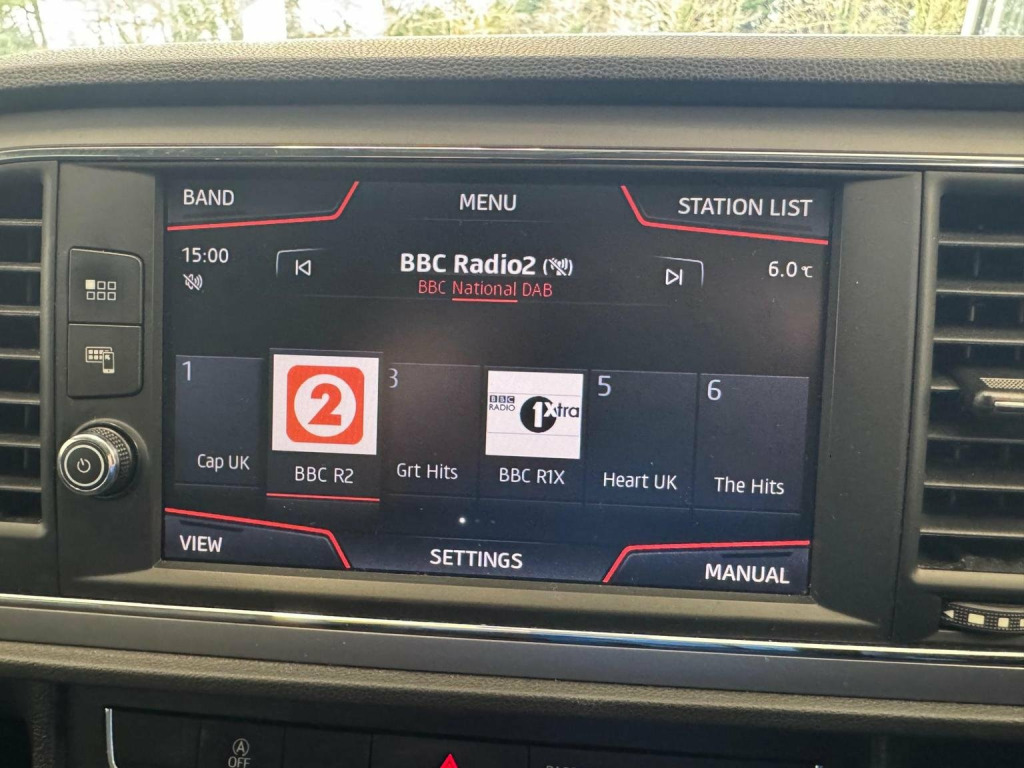 BAND
MENU
STATION LIST
15:00
BBC Radio2
6.0 °C
BBC National DAB
1
Cap UK
2
BBC R2
3
Grt Hits
BBC
RADIO
1Xtra
BBC R1X
5
Heart UK
6
The Hits
VIEW
SETTINGS
MANUAL
A
OFF